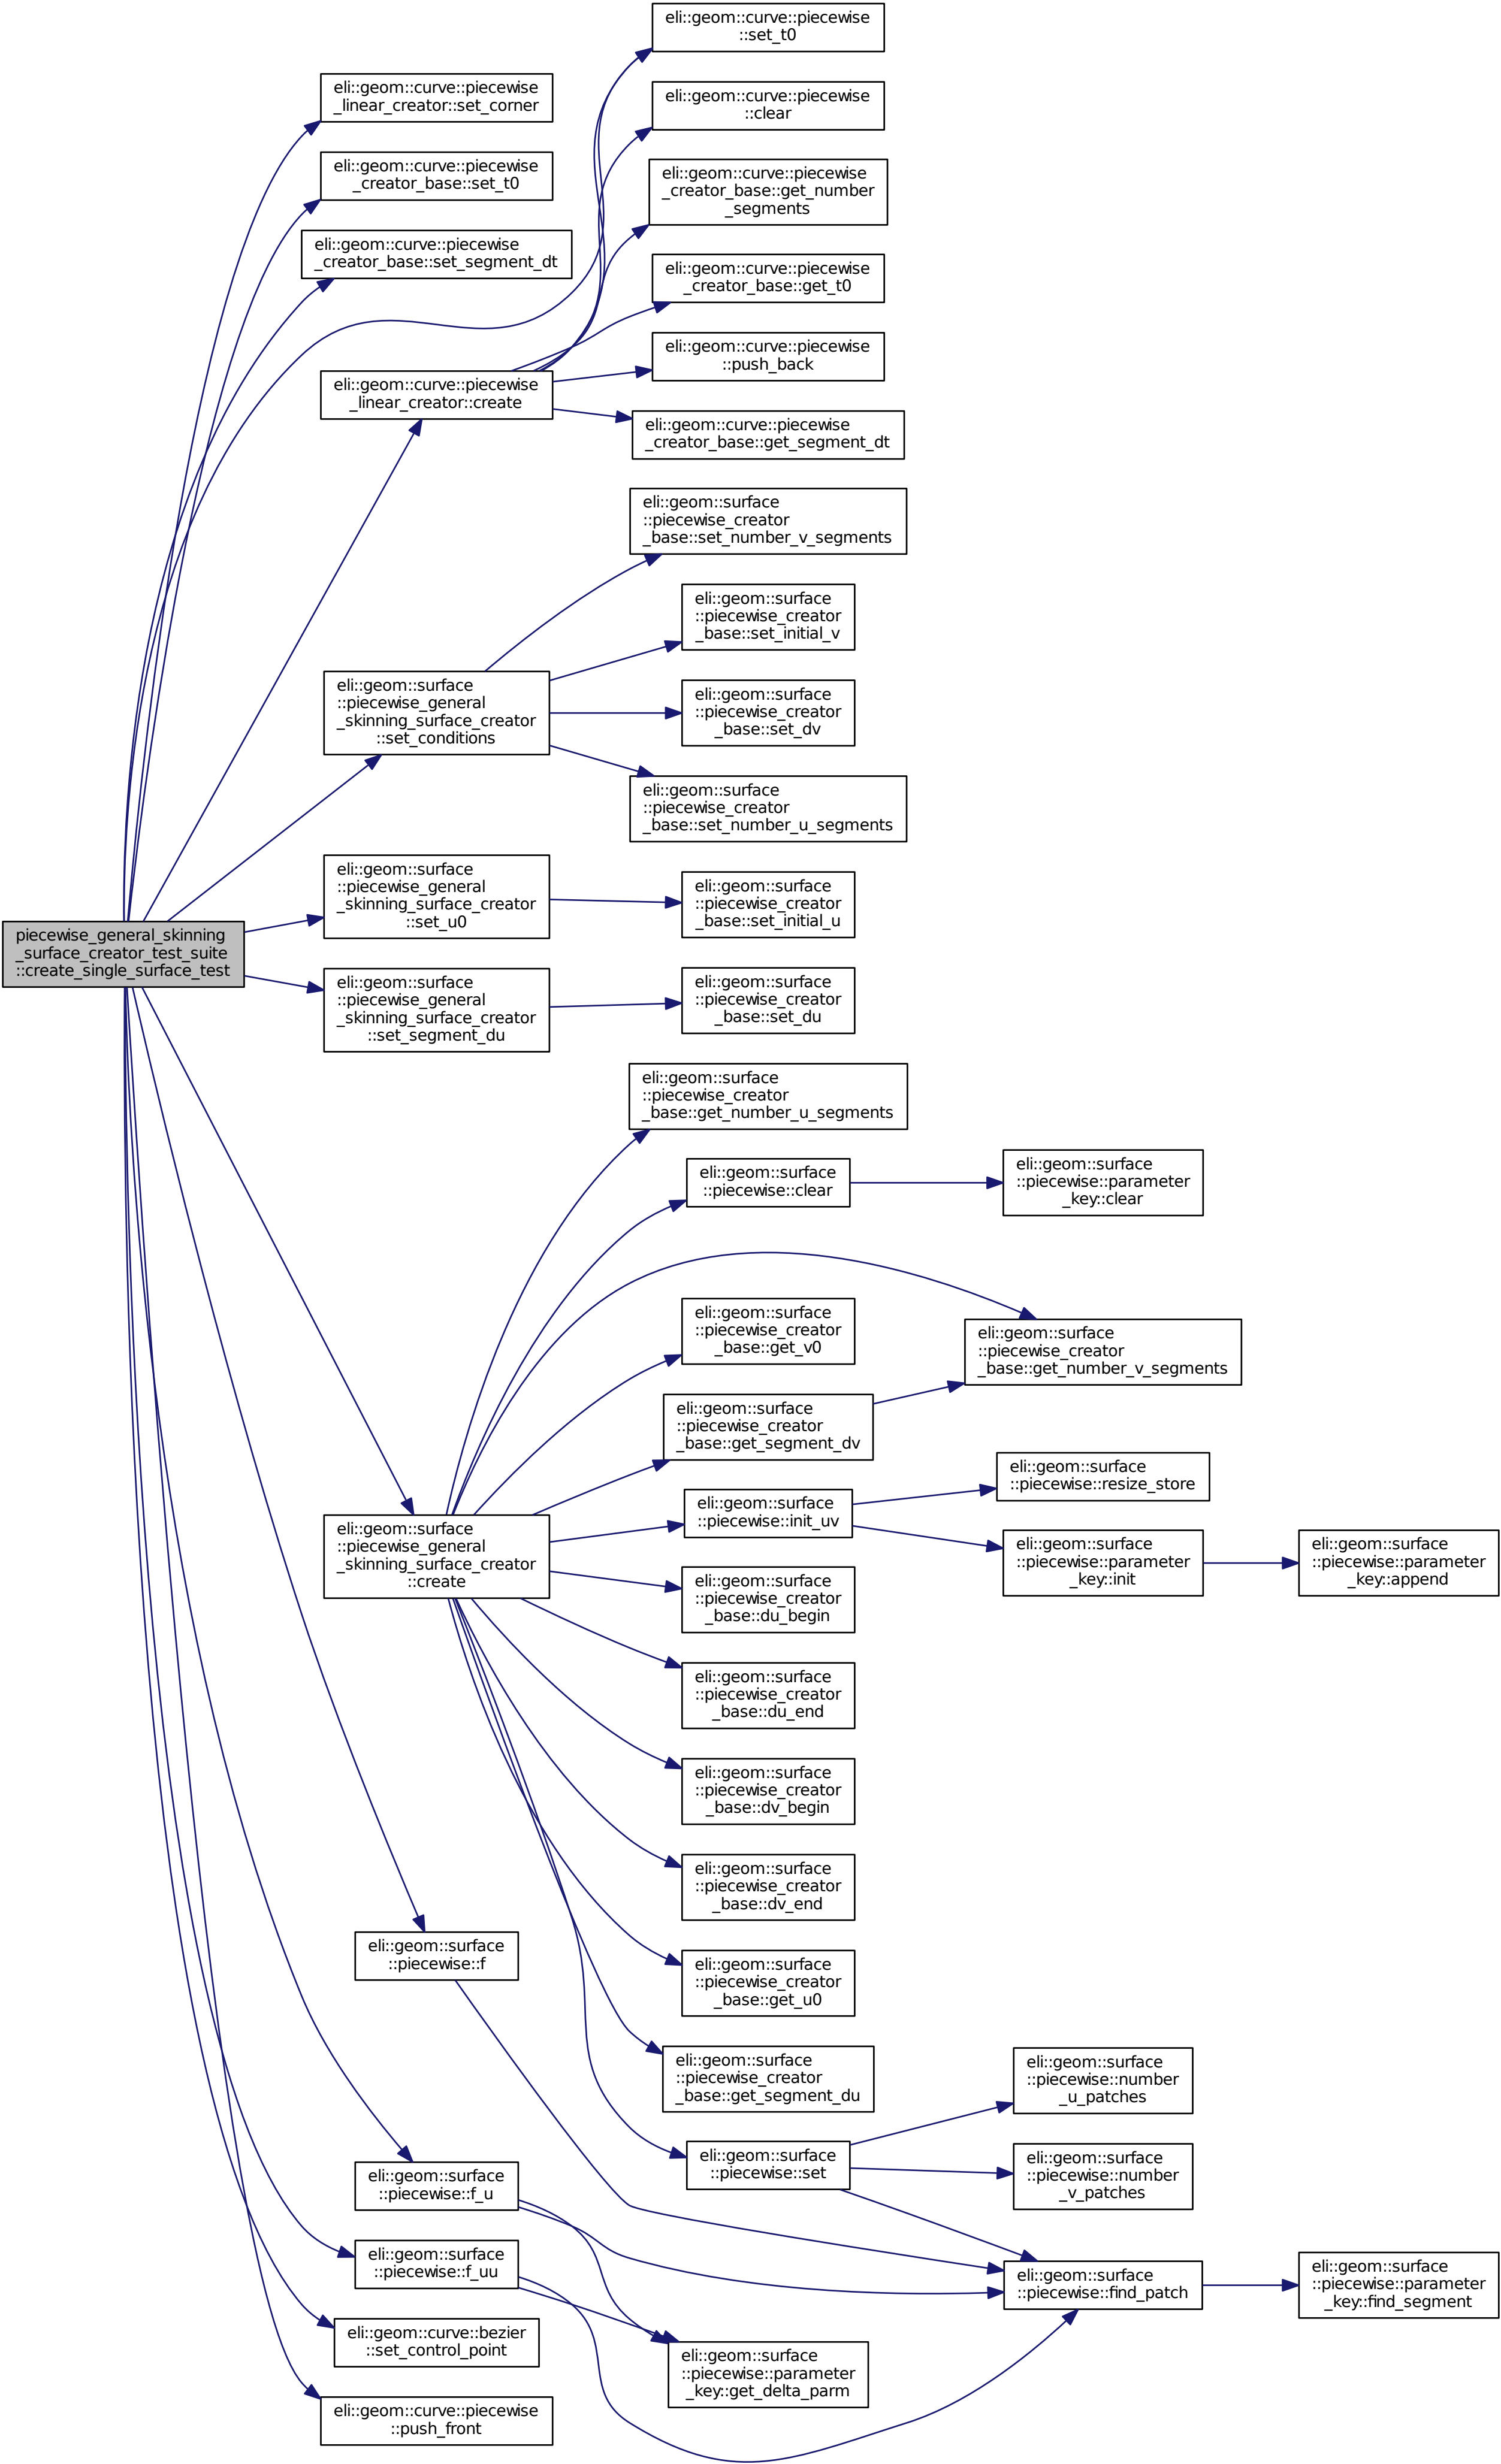 eli::geom::curve::piecewise
::set_t0
eli::geom::curve::piecewise
_linear_creator::set_corner
eli::geom::curve::piecewise
::clear
eli::geom::curve::piecewise
_creator_base::set_t0
eli::geom::curve::piecewise
_creator_base::get_number
_segments
eli::geom::curve::piecewise
_creator_base::set_segment_dt
eli::geom::curve::piecewise
_creator_base::get_t0
eli::geom::curve::piecewise
::push_back
eli::geom::curve::piecewise
_linear_creator::create
eli::geom::curve::piecewise
_creator_base::get_segment_dt
eli::geom::surface
::piecewise_creator
_base::set_number_v_segments
eli::geom::surface
::piecewise_creator
_base::set_initial_v
eli::geom::surface
::piecewise_general
_skinning_surface_creator
::set_conditions
eli::geom::surface
::piecewise_creator
_base::set_dv
eli::geom::surface
::piecewise_creator
_base::set_number_u_segments
eli::geom::surface
::piecewise_general
_skinning_surface_creator
::set_u0
eli::geom::surface
::piecewise_creator
_base::set_initial_u
piecewise_general_skinning
_surface_creator_test_suite
::create_single_surface_test
eli::geom::surface
::piecewise_general
_skinning_surface_creator
::set_segment_du
eli::geom::surface
::piecewise_creator
_base::set_du
eli::geom::surface
::piecewise_creator
_base::get_number_u_segments
eli::geom::surface
::piecewise::clear
eli::geom::surface
::piecewise::parameter
_key::clear
eli::geom::surface
::piecewise_creator
_base::get_v0
eli::geom::surface
::piecewise_creator
_base::get_number_v_segments
eli::geom::surface
::piecewise_creator
_base::get_segment_dv
eli::geom::surface
::piecewise::resize_store
eli::geom::surface
::piecewise::init_uv
eli::geom::surface
::piecewise_general
_skinning_surface_creator
::create
eli::geom::surface
::piecewise::parameter
_key::init
eli::geom::surface
::piecewise::parameter
_key::append
eli::geom::surface
::piecewise_creator
_base::du_begin
eli::geom::surface
::piecewise_creator
_base::du_end
eli::geom::surface
::piecewise_creator
_base::dv_begin
eli::geom::surface
::piecewise_creator
_base::dv_end
eli::geom::surface
::piecewise::f
eli::geom::surface
::piecewise_creator
_base::get_u0
eli::geom::surface
::piecewise_creator
_base::get_segment_du
eli::geom::surface
::piecewise::number
_u_patches
eli::geom::surface
::piecewise::set
eli::geom::surface
::piecewise::number
_v_patches
eli::geom::surface
::piecewise::f_u
eli::geom::surface
::piecewise::f_uu
eli::geom::surface
::piecewise::find_patch
eli::geom::surface
::piecewise::parameter
_key::find_segment
eli::geom::curve::bezier
::set_control_point
eli::geom::surface
::piecewise::parameter
_key::get_delta_parm
eli::geom::curve::piecewise
::push_front